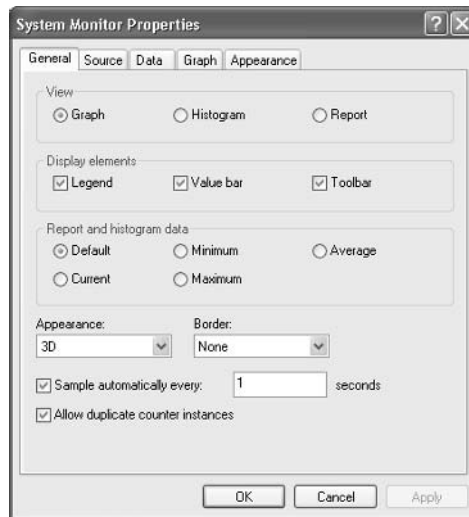 System Monitor Properties
General Source Data Graph Appearance
View
Graph Histogram Report
Display elements
Legend Value bar Toolbar
Report and histogram data
Default Minimum Average
Current Maximum
Appearance: Border:
3D None
Sample automatically every: 1 seconds
Allow duplicate counter instances
OK Cancel Apply